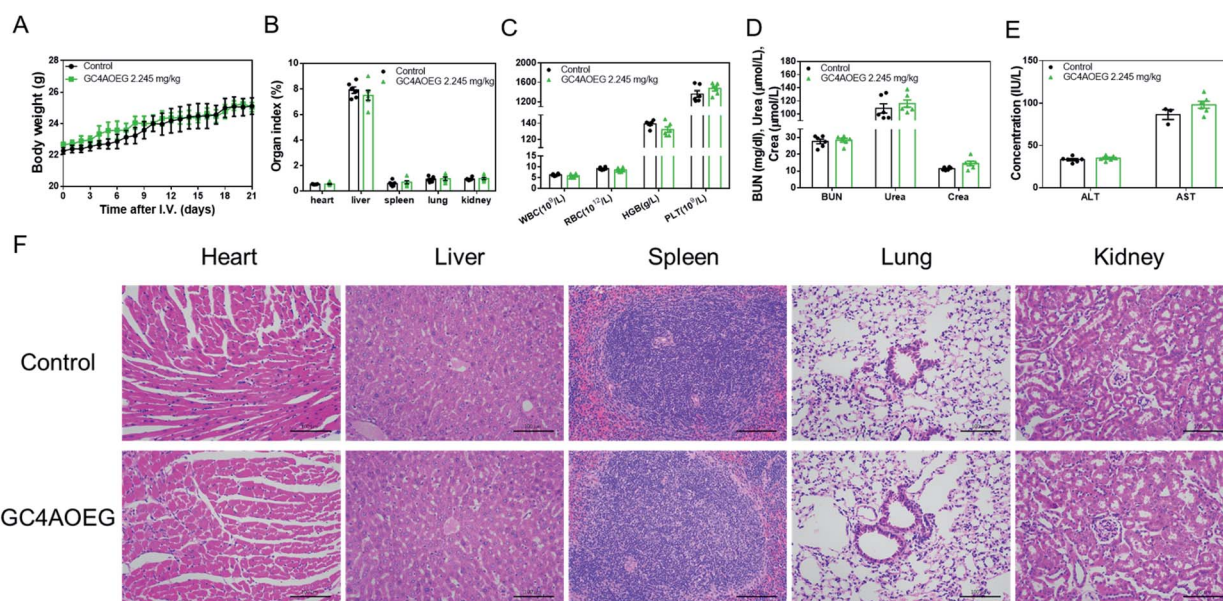 A
Body weight (g)
28
26
24
22
20
Control
GC4AOEG 2.245 mg/kg
0 3 6 9 12 15 18 21
Time after I.V. (days)
B
Organ index (%)
10
8
6
4
2
0
Control
GC4AOEG 2.245 mg/kg
heart liver spleen lung kidney
C
Control
GC4AOEG 2.245 mg/kg
1600
1400
1200
140
120
10
5
0
WBC(10⁹/L) RBC(10¹²/L) HGB(g/L) PLT(10⁹/L)
D
BUN (mg/dl), Urea (μmol/L),
Crea (μmol/L)
180
160
140
120
100
30
20
10
0
Control
GC4AOEG 2.245 mg/kg
BUN Urea Crea
E
Concentration (IU/L)
150
100
50
0
Control
GC4AOEG 2.245 mg/kg
ALT AST
F
Heart Liver Spleen Lung Kidney
Control
GC4AOEG